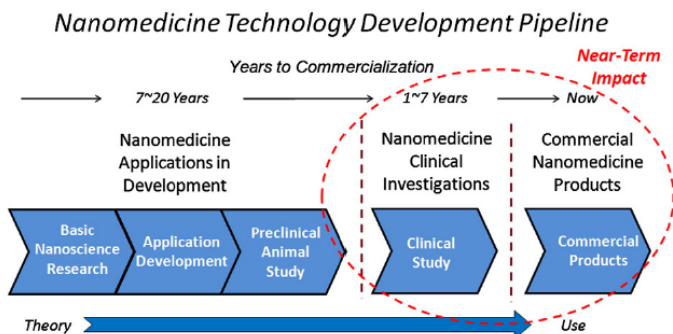 Nanomedicine Technology Development Pipeline
Near-Term
Impact
Years to Commercialization
7~20 Years
1~7 Years
Now
Nanomedicine
Applications in
Development
Nanomedicine
Clinical
Investigations
Commercial
Nanomedicine
Products
Basic
Nanoscience
Research
Application
Development
Preclinical
Animal
Study
Clinical
Study
Commercial
Products
Theory
Use